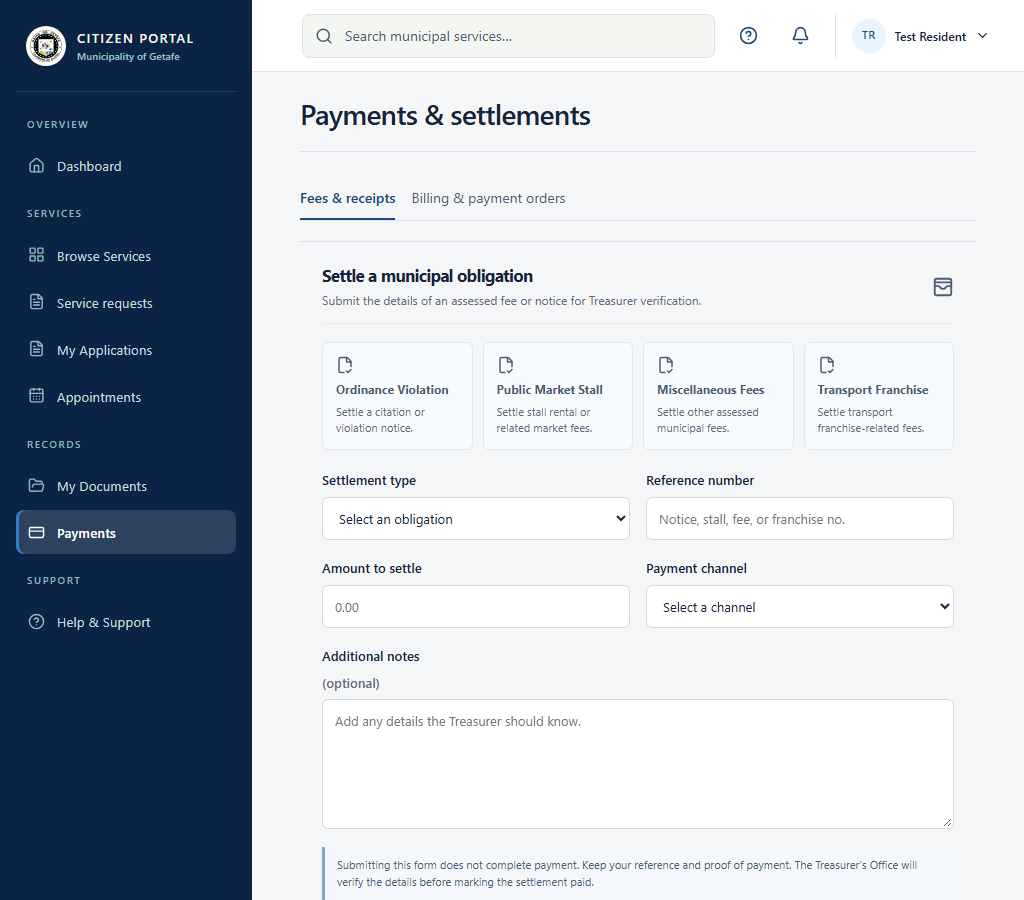 CITIZEN PORTAL
Municipality of Getafe
OVERVIEW
Dashboard
SERVICES
Browse Services
Service requests
My Applications
Appointments
RECORDS
My Documents
Payments
SUPPORT
Help & Support
Search municipal services...
TR
Test Resident
Payments & settlements
Fees & receipts
Billing & payment orders
Settle a municipal obligation
Submit the details of an assessed fee or notice for Treasurer verification.
Ordinance Violation
Settle a citation or
violation notice.
Public Market Stall
Settle stall rental or
related market fees.
Miscellaneous Fees
Settle other assessed
municipal fees.
Transport Franchise
Settle transport
franchise-related fees.
Settlement type
Select an obligation
Reference number
Notice, stall, fee, or franchise no.
Amount to settle
0.00
Payment channel
Select a channel
Additional notes
(optional)
Add any details the Treasurer should know.
Submitting this form does not complete payment. Keep your reference and proof of payment. The Treasurer's Office will
verify the details before marking the settlement paid.